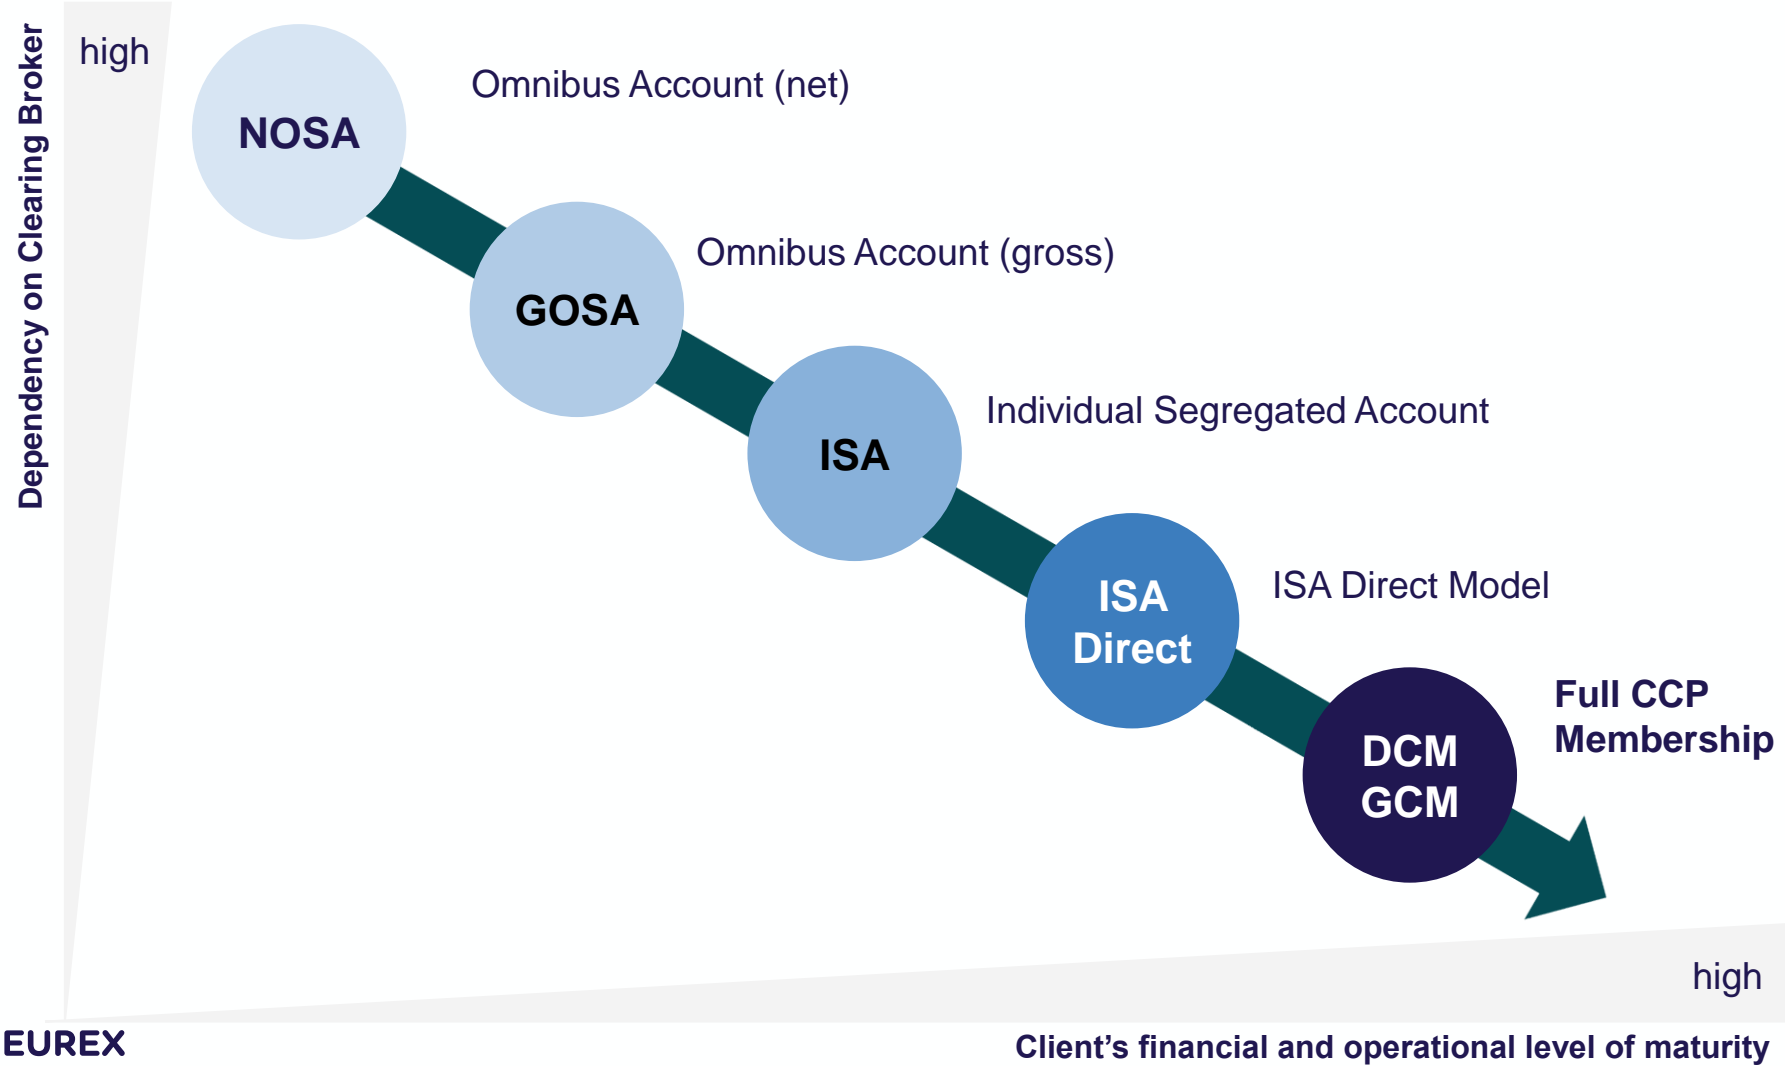 Dependency on Clearing Broker
high
NOSA
Omnibus Account (net)
GOSA
Omnibus Account (gross)
ISA
Individual Segregated Account
ISA
Direct
ISA Direct Model
DCM
GCM
Full CCP
Membership
high
EUREX
Client’s financial and operational level of maturity